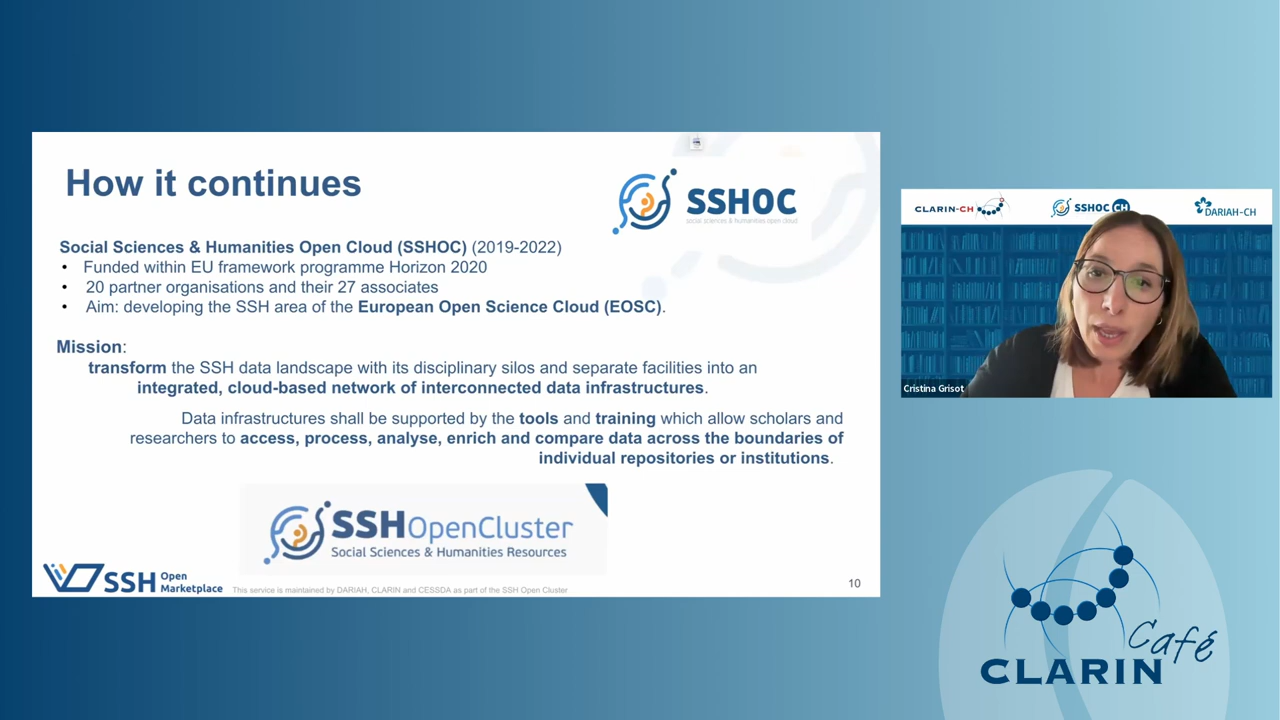 How it continues
SSHOC
social sciences & humanities open cloud
Social Sciences & Humanities Open Cloud (SSHOC) (2019-2022)
• Funded within EU framework programme Horizon 2020
• 20 partner organisations and their 27 associates
• Aim: developing the SSH area of the European Open Science Cloud (EOSC).
Mission:
transform the SSH data landscape with its disciplinary silos and separate facilities into an
integrated, cloud-based network of interconnected data infrastructures.
Data infrastructures shall be supported by the tools and training which allow scholars and
researchers to access, process, analyse, enrich and compare data across the boundaries of
individual repositories or institutions.
SSHOpenCluster
Social Sciences & Humanities Resources
SSH Open
Marketplace
This service is maintained by DARIAH, CLARIN and CESSDA as part of the SSH Open Cluster
10
CLARIN-CH
SSHOC CH
DARIAH-CH
Cristina Grisot
Café
CLARIN